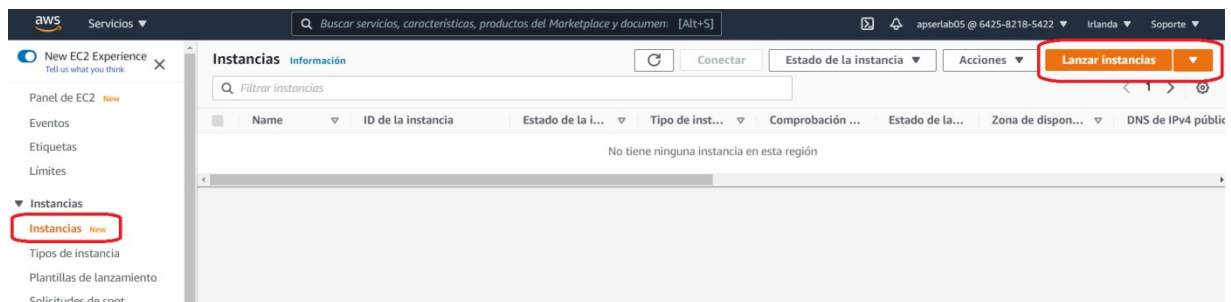 aws Servicios ▼ Buscar servicios, características, productos del Marketplace y documen [Alt+S] apserlab05 @ 6425-8218-5422 ▼ Irlanda ▼ Soporte ▼
New EC2 Experience
Tell us what you think
Panel de EC2 New
Eventos
Etiquetas
Límites
▼ Instancias
Instancias New
Tipos de instancia
Plantillas de lanzamiento
Solicitudes de spot
Instancias Información Conectar Estado de la instancia ▼ Acciones ▼ Lanzar instancias ▼
Filtrar instancias < 1 >
Name ID de la instancia Estado de la i... Tipo de inst... Comprobación ... Estado de la... Zona de dispon... DNS de IPv4 públic
No tiene ninguna instancia en esta región